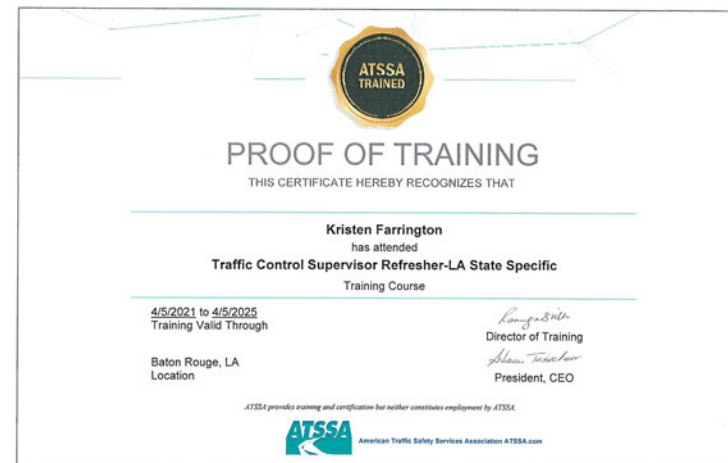 ATSSA
TRAINED
PROOF OF TRAINING
THIS CERTIFICATE HEREBY RECOGNIZES THAT
Kristen Farrington
has attended
Traffic Control Supervisor Refresher-LA State Specific
Training Course
4/5/2021 to 4/5/2025
Training Valid Through
Director of Training
Baton Rouge, LA
Location
President, CEO
ATSSA provides training and certification but neither constitutes employment by ATSSA.
ATSSA
American Traffic Safety Services Association ATSSA.com